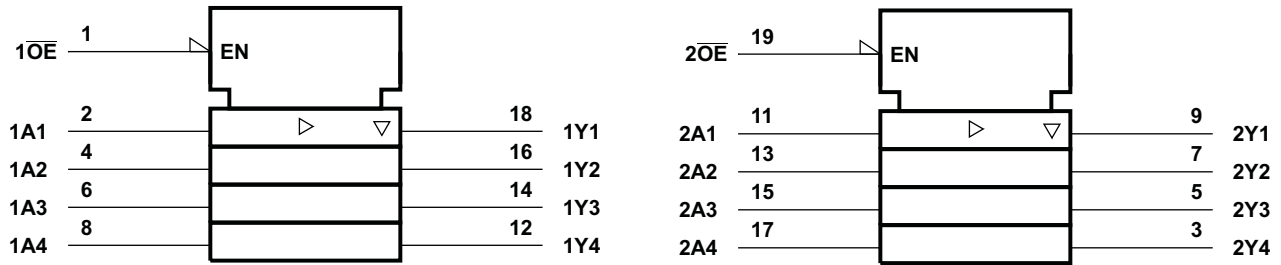 1OE 1 EN
1A1 2 18 1Y1
1A2 4 16 1Y2
1A3 6 14 1Y3
1A4 8 12 1Y4
2OE 19 EN
2A1 11 9 2Y1
2A2 13 7 2Y2
2A3 15 5 2Y3
2A4 17 3 2Y4